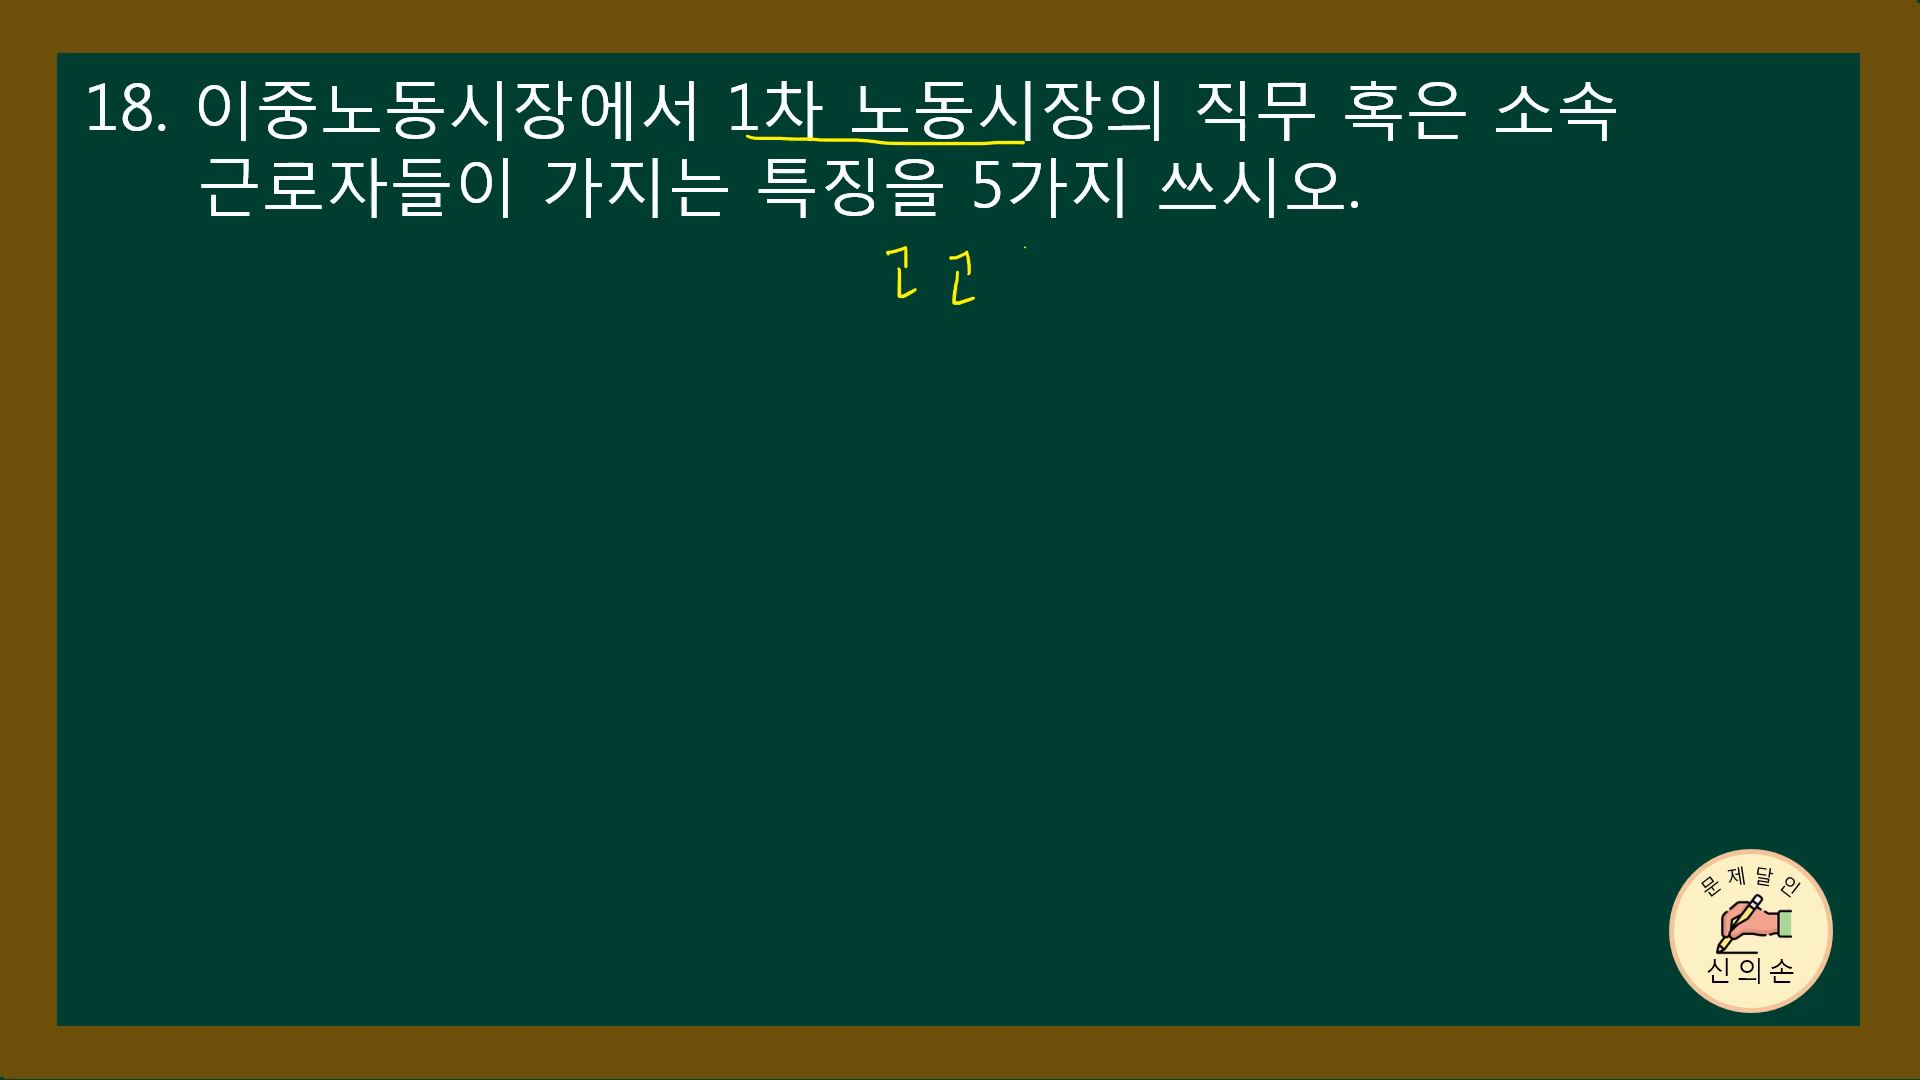 18. 이중노동시장에서 1차 노동시장의 직무 혹은 소속
근로자들이 가지는 특징을 5가지 쓰시오.
고 고
문제달인
신의손